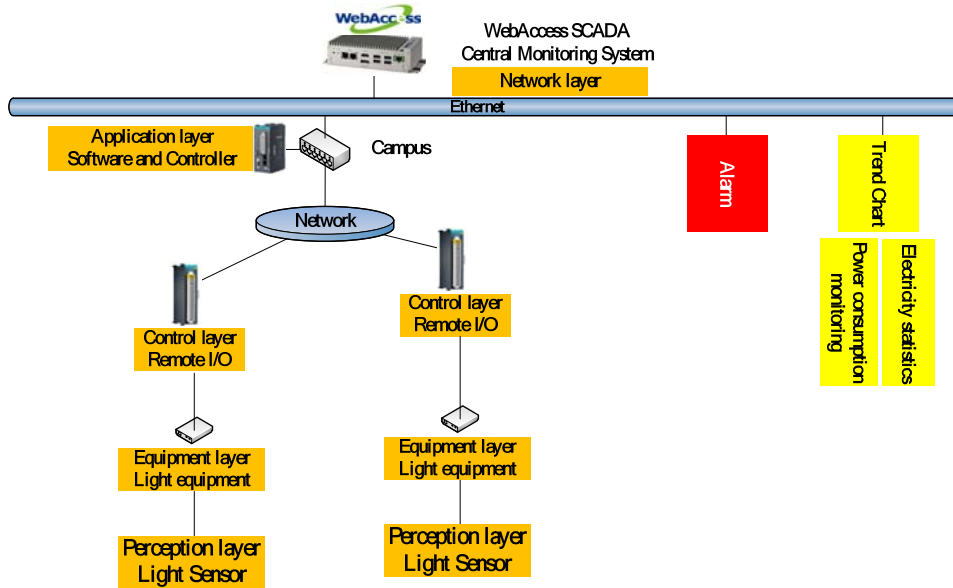 WebAccess
WebAccess SCADA
Central Monitoring System
Network layer
Ethernet
Application layer
Software and Controller
Campus
Alarm
Trend Chart
Network
Power consumption
monitoring
Electricity statistics
Control layer
Remote I/O
Control layer
Remote I/O
Equipment layer
Light equipment
Equipment layer
Light equipment
Perception layer
Light Sensor
Perception layer
Light Sensor